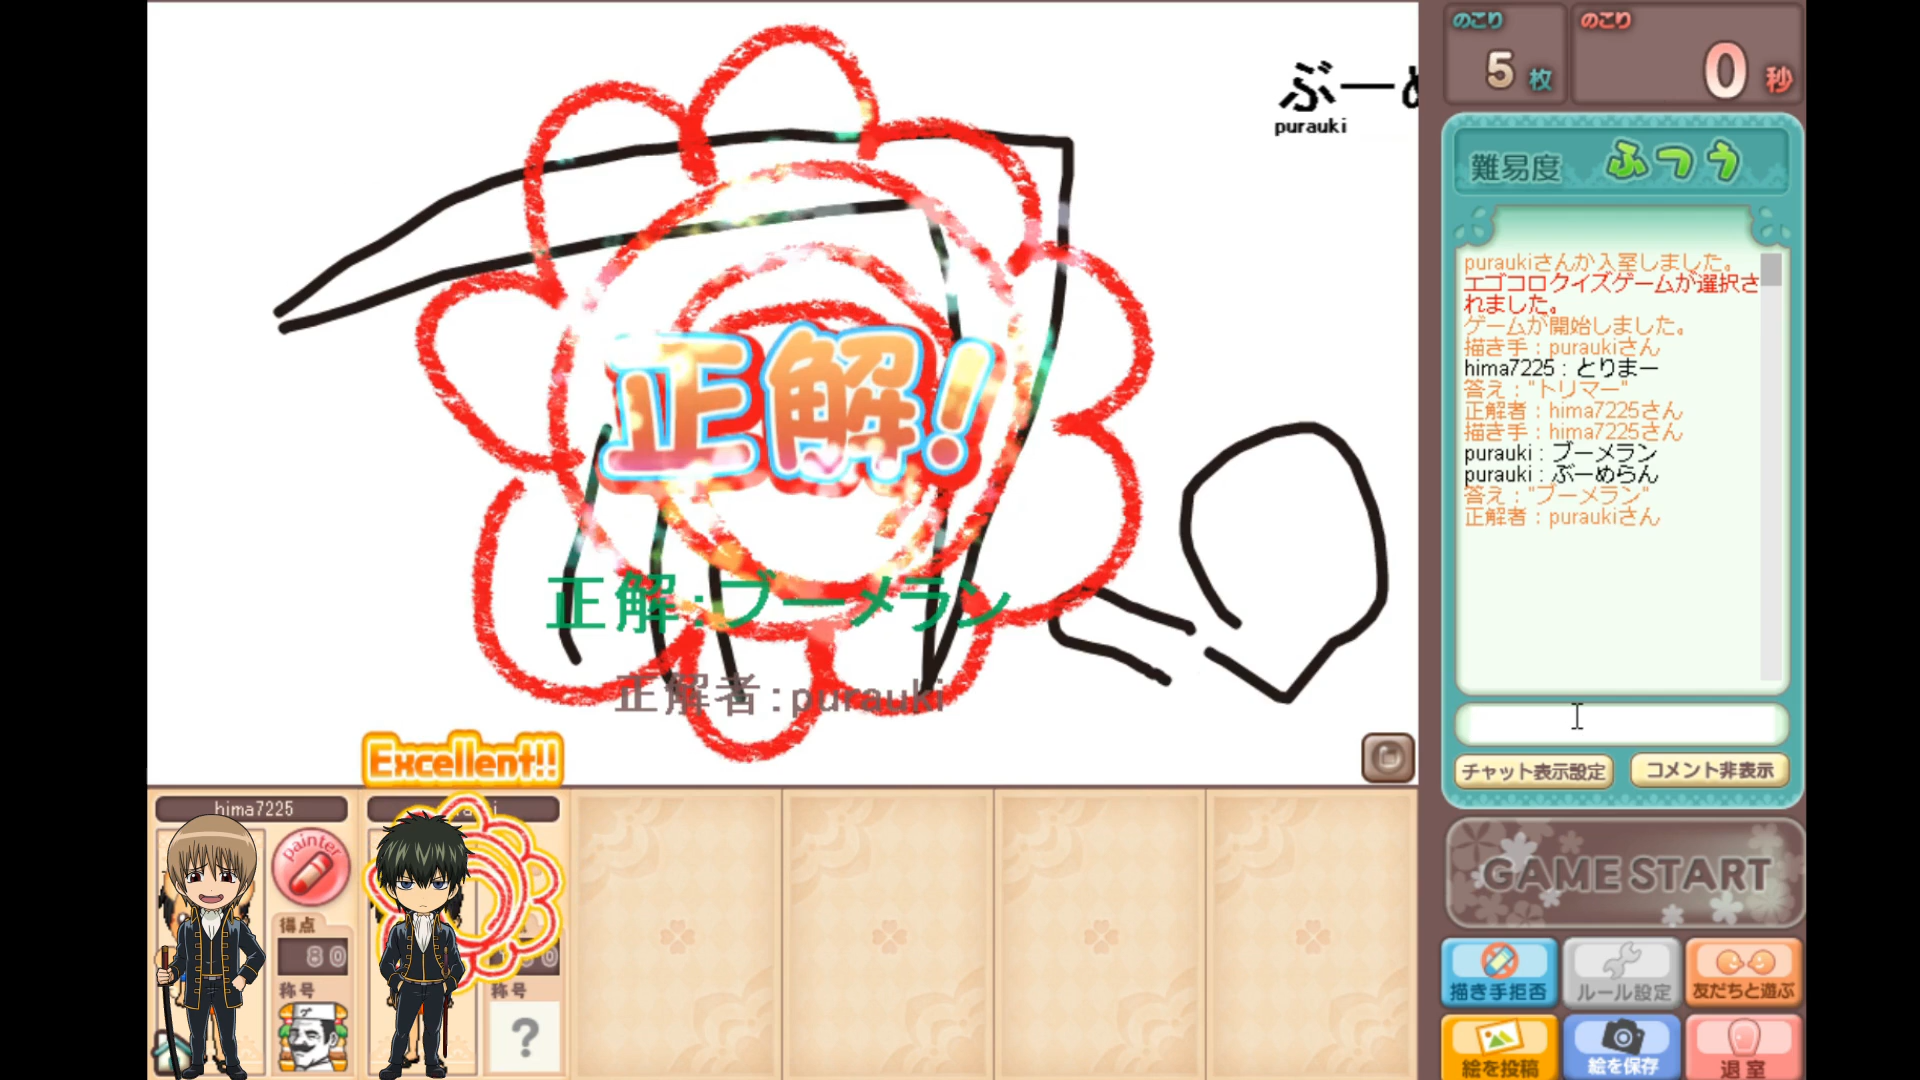 ぶーめ
purauki
正解!
正解:ブーメラン
正解者:purauki
Excellent!!
hima7225
painter
得点
80
称号
称号
?
のこり
5枚
のこり
0秒
難易度 ふつう
puraukiさんが入室しました。
エゴコロクイズゲームが選択さ
れました。
ゲームが開始しました。
描き手:puraukiさん
hima7225:とりまー
答え:"トリマー"
正解者:hima7225さん
描き手:hima7225さん
purauki:ブーメラン
purauki:ぶーめらん
答え:"ブーメラン"
正解者:puraukiさん
チャット表示設定
コメント非表示
GAME START
描き手拒否
ルール設定
友だちと遊ぶ
絵を投稿
絵を保存
退室